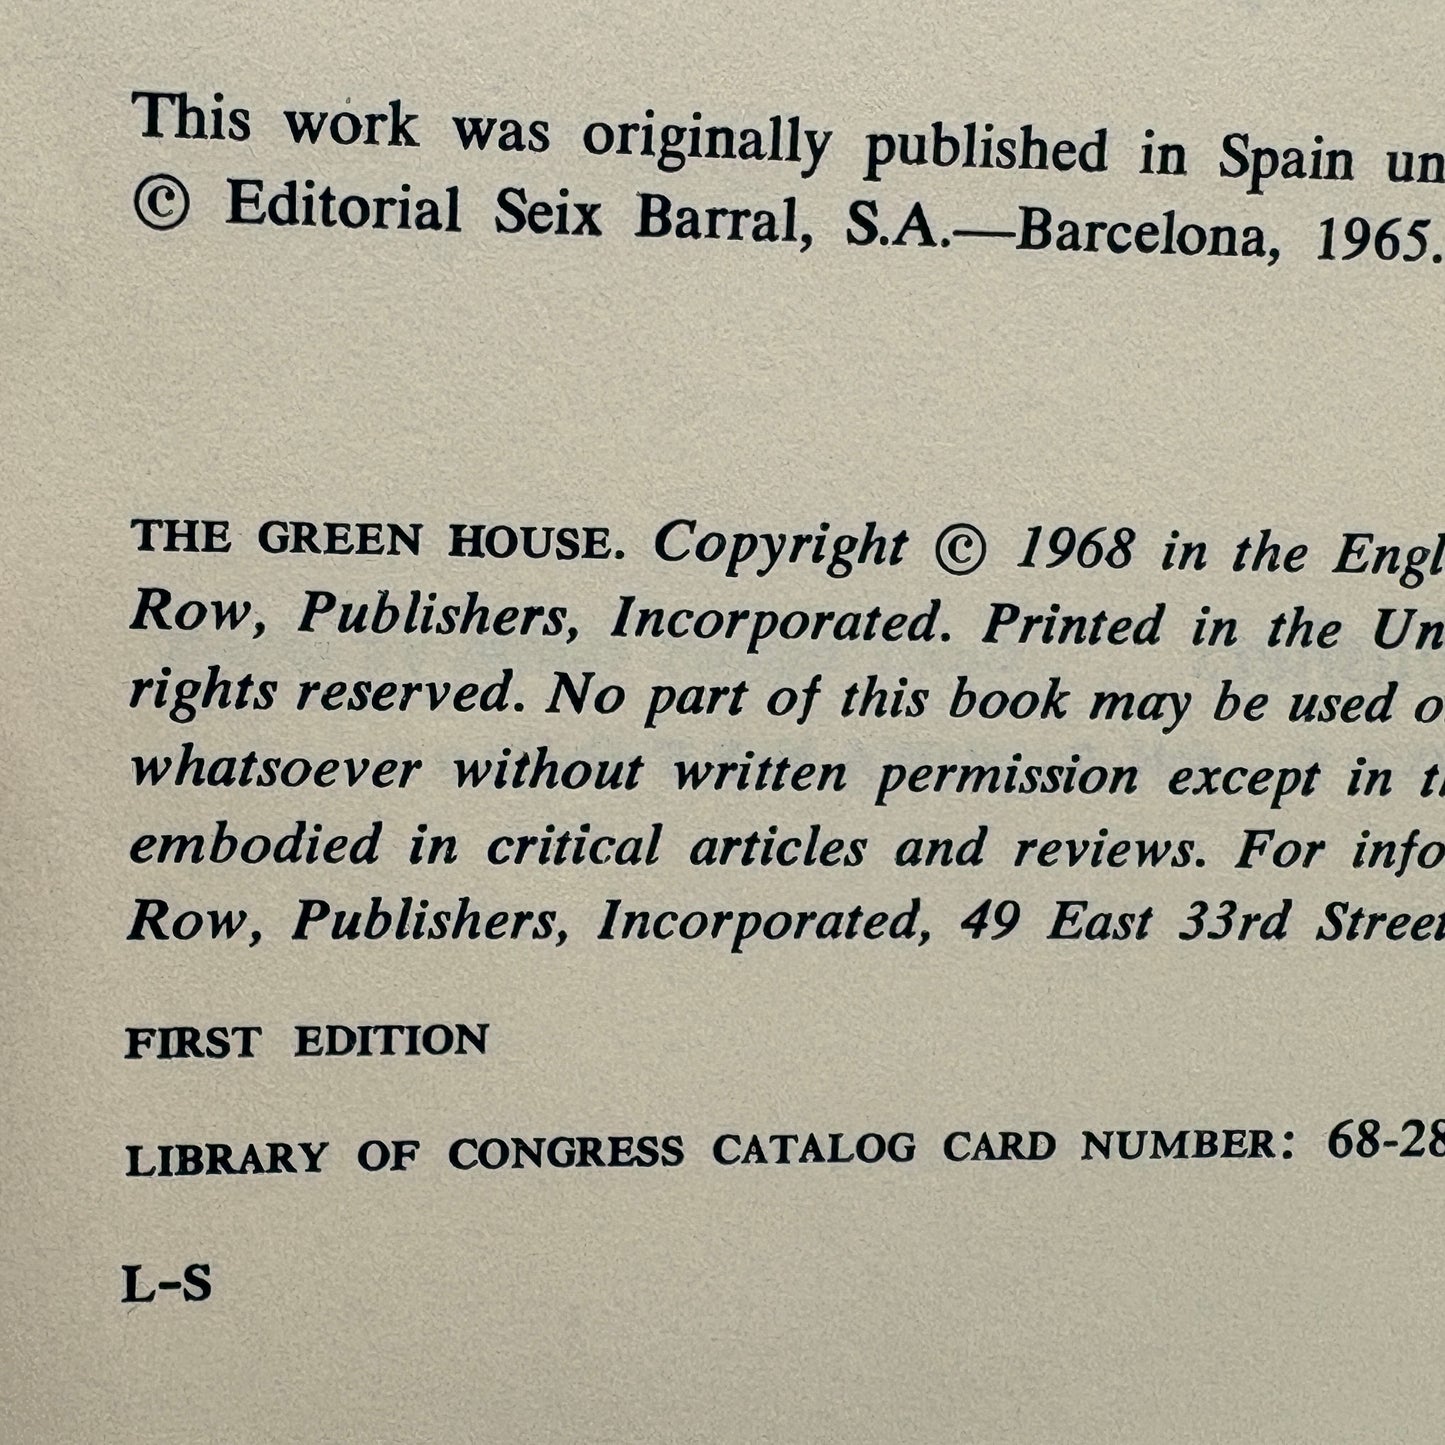 This work was originally published in Spain un
© Editorial Seix Barral, S.A.—Barcelona, 1965.
THE GREEN HOUSE. Copyright © 1968 in the Engl
Row, Publishers, Incorporated. Printed in the Un
rights reserved. No part of this book may be used o
whatsoever without written permission except in th
embodied in critical articles and reviews. For info
Row, Publishers, Incorporated, 49 East 33rd Street
FIRST EDITION
LIBRARY OF CONGRESS CATALOG CARD NUMBER: 68-28
L–S